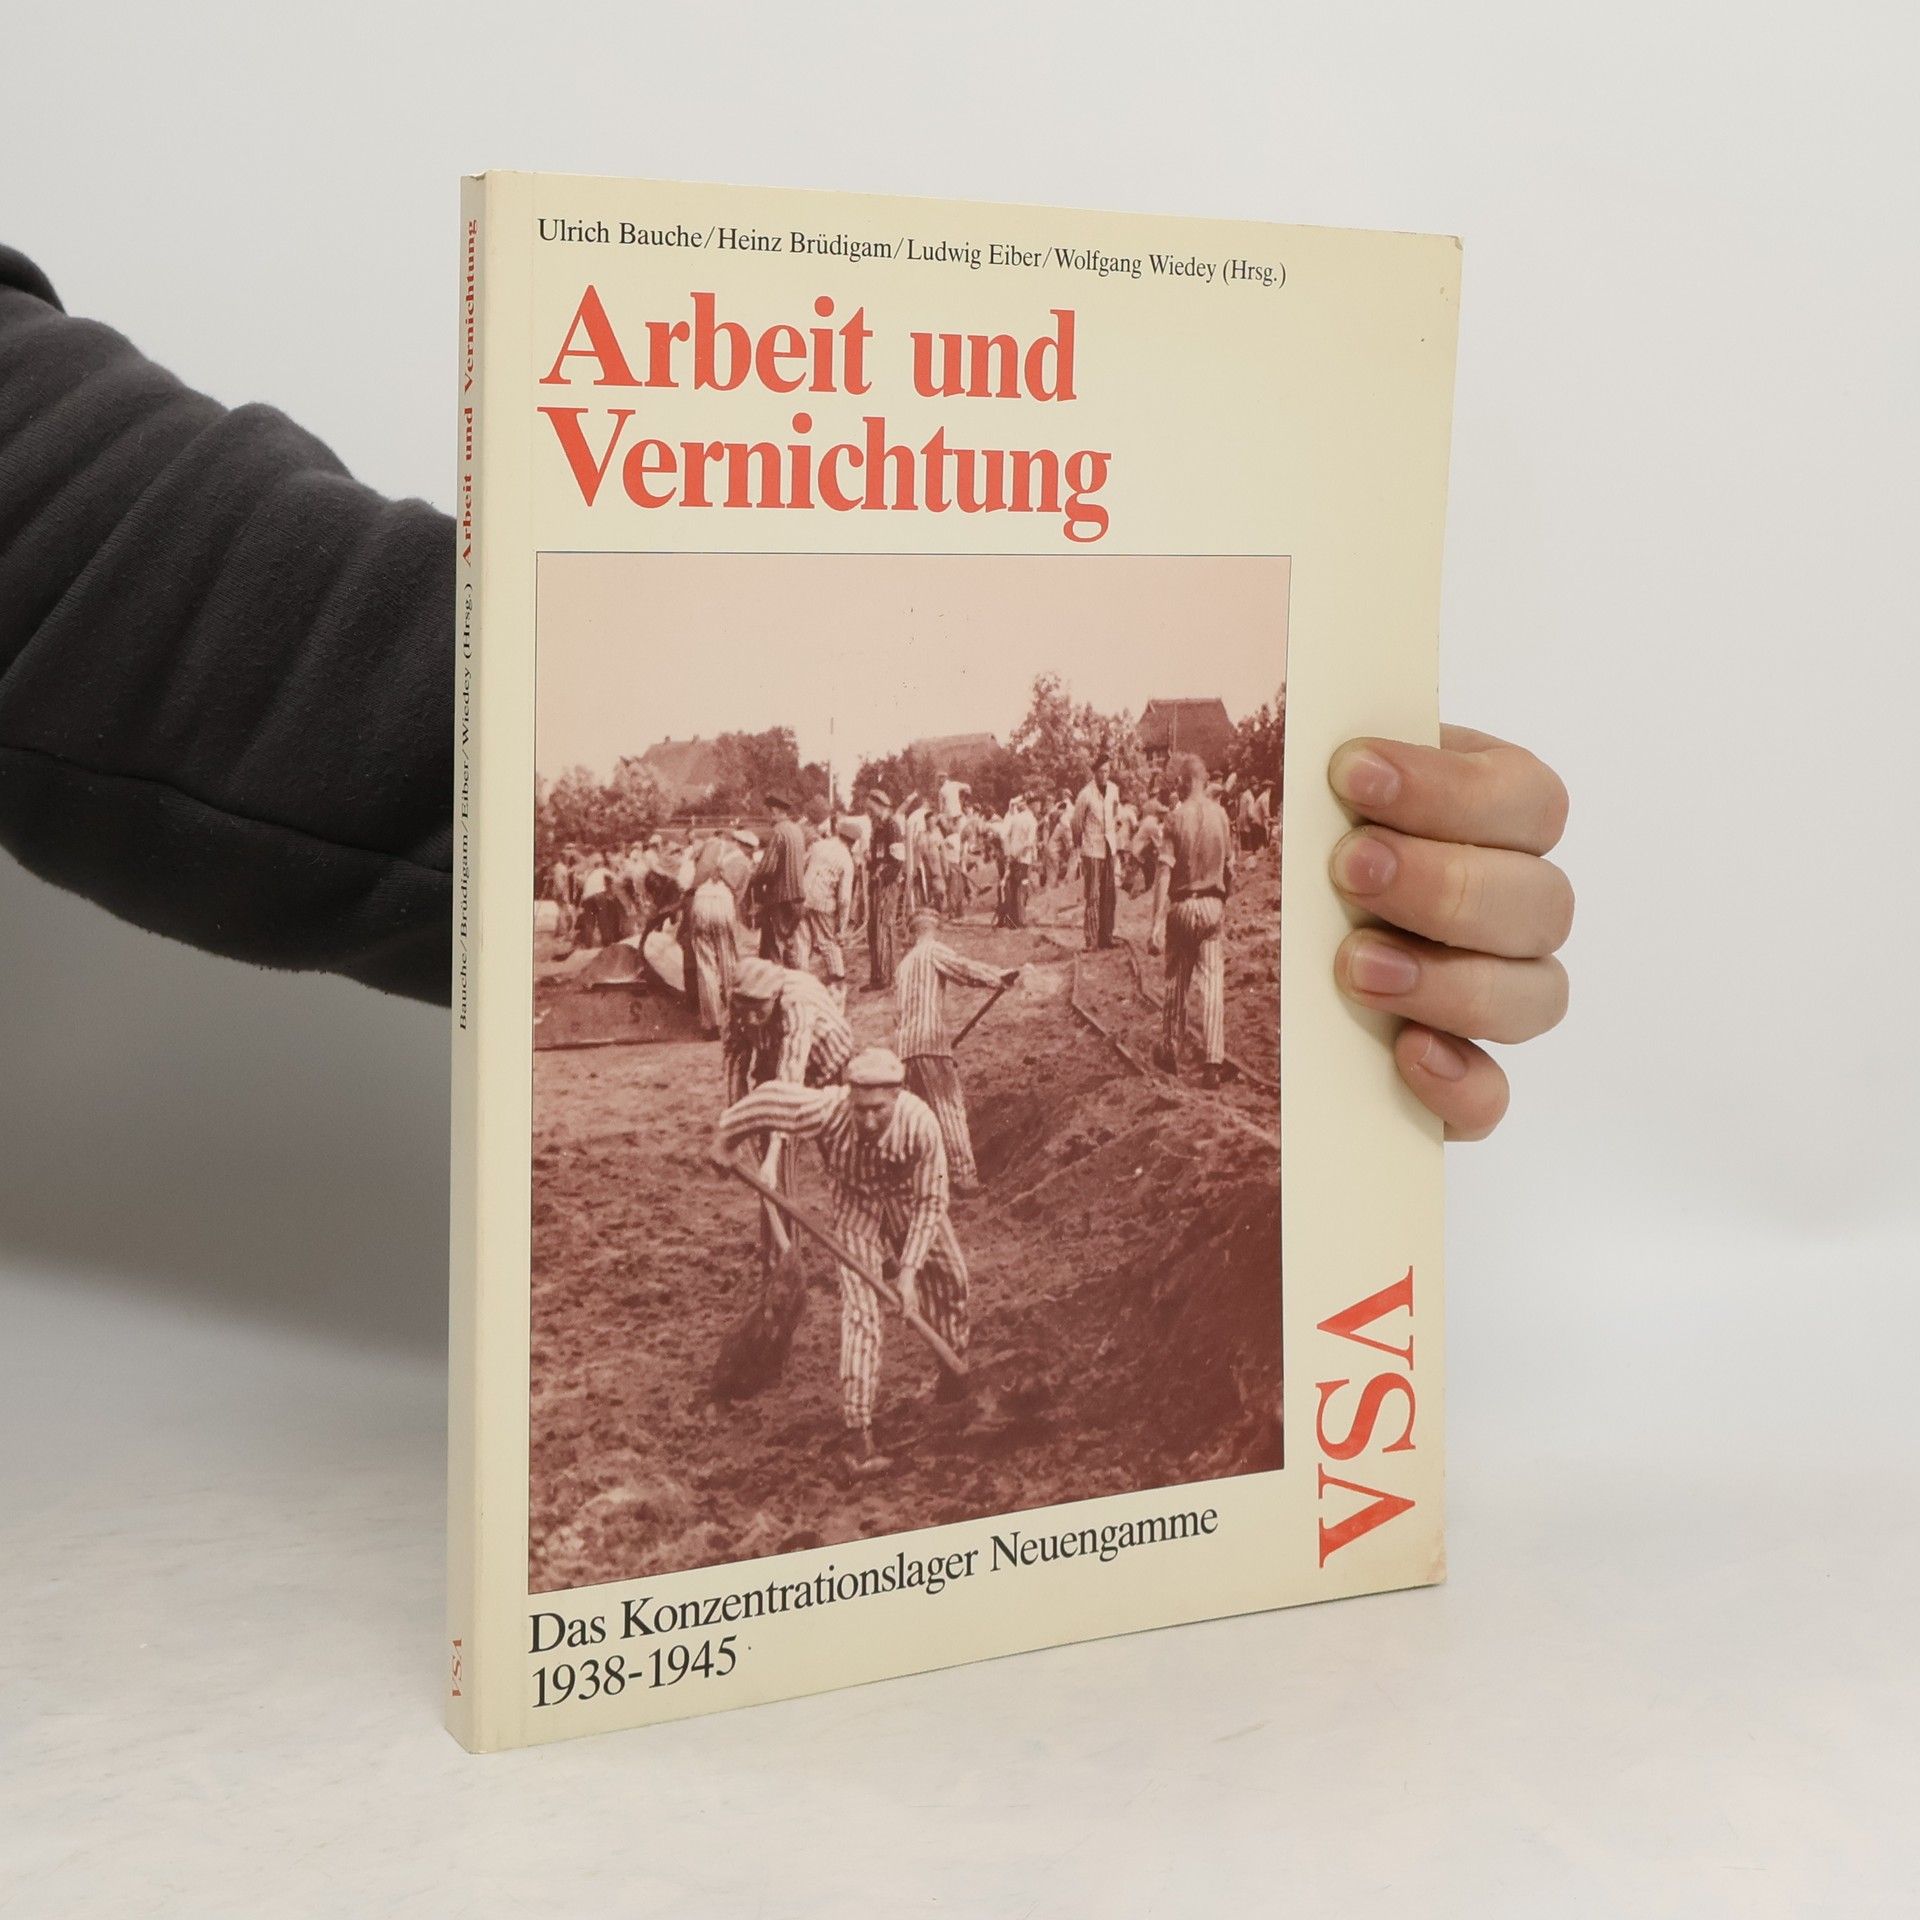 Ulrich Bauche/Heinz Brüdigam/Ludwig Eiber/Wolfgang Wiedey (Hrsg.)
Arbeit und
Vernichtung
Das Konzentrationslager Neuengamme
1938-1945
VSA
Bauche/Brüdigam/Eiber/Wiedey (Hrsg.) Arbeit und Vernichtung
VSA